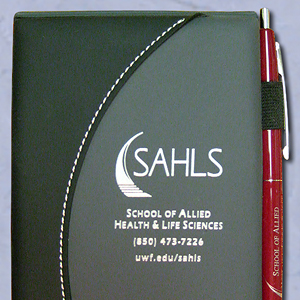 SAHLS
SCHOOL OF ALLIED
HEALTH & LIFE SCIENCES
(850) 473-7226
uwf.edu/sahls
SCHOOL OF ALLIED